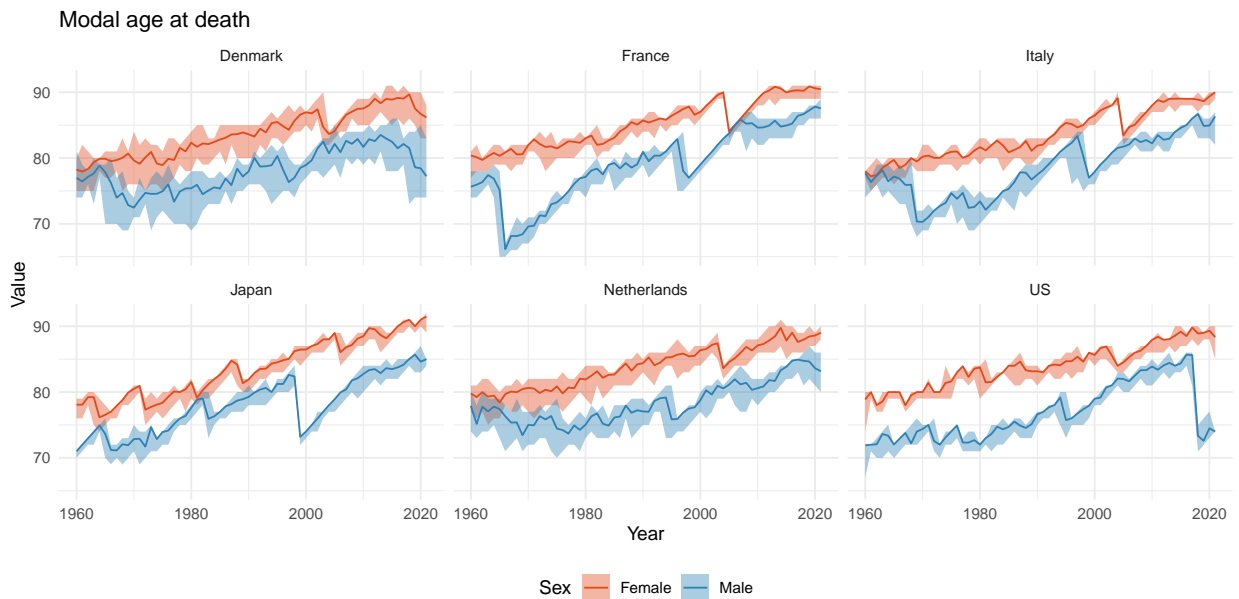 Modal age at death
Denmark
France
Italy
90
80
70
Japan
Netherlands
US
90
80
70
1960
1980
2000
2020
1960
1980
2000
2020
1960
1980
2000
2020
Value
Year
Sex
Female
Male